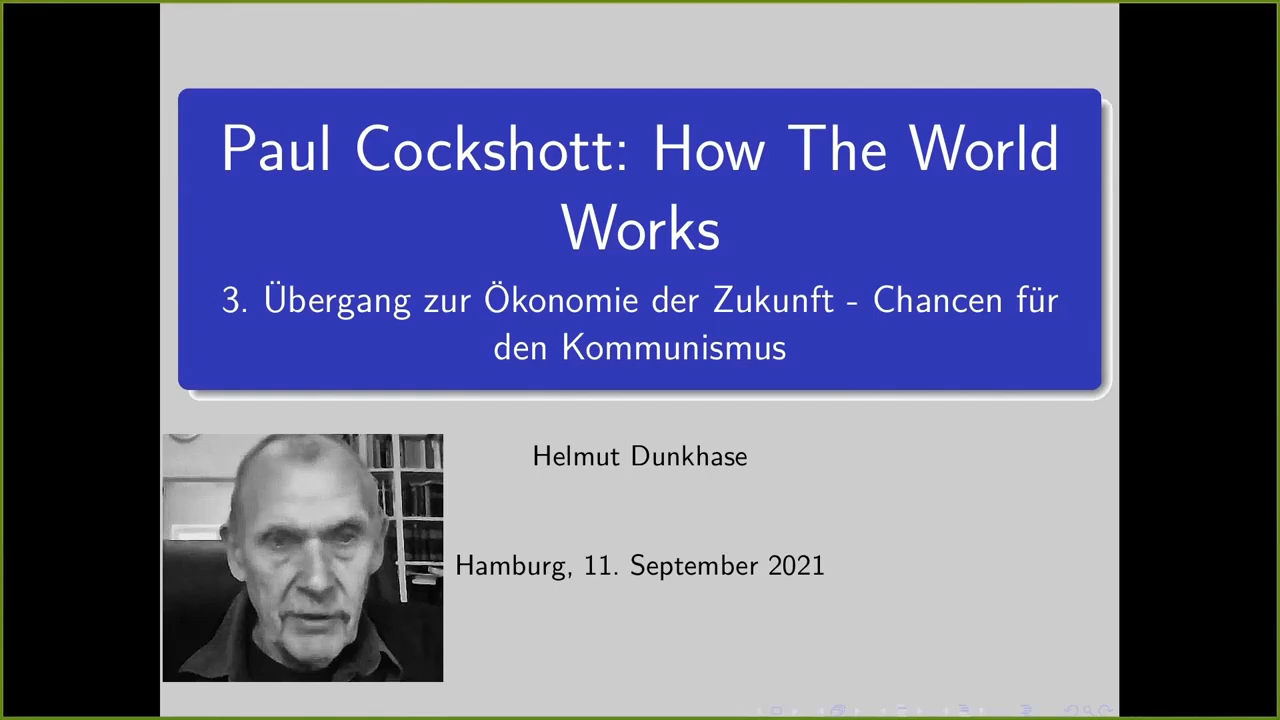 Paul Cockshott: How The World
Works
3. Übergang zur Ökonomie der Zukunft - Chancen für
den Kommunismus
Helmut Dunkhase
Hamburg, 11. September 2021